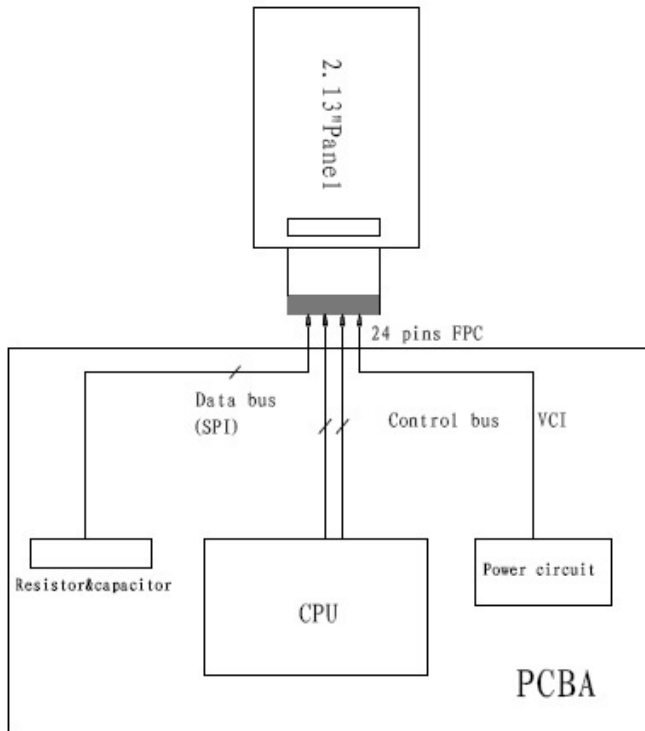 2.13"Panel
24 pins FPC
Data bus
(SPI)
Control bus
VCI
Resistor&capacitor
CPU
Power circuit
PCBA